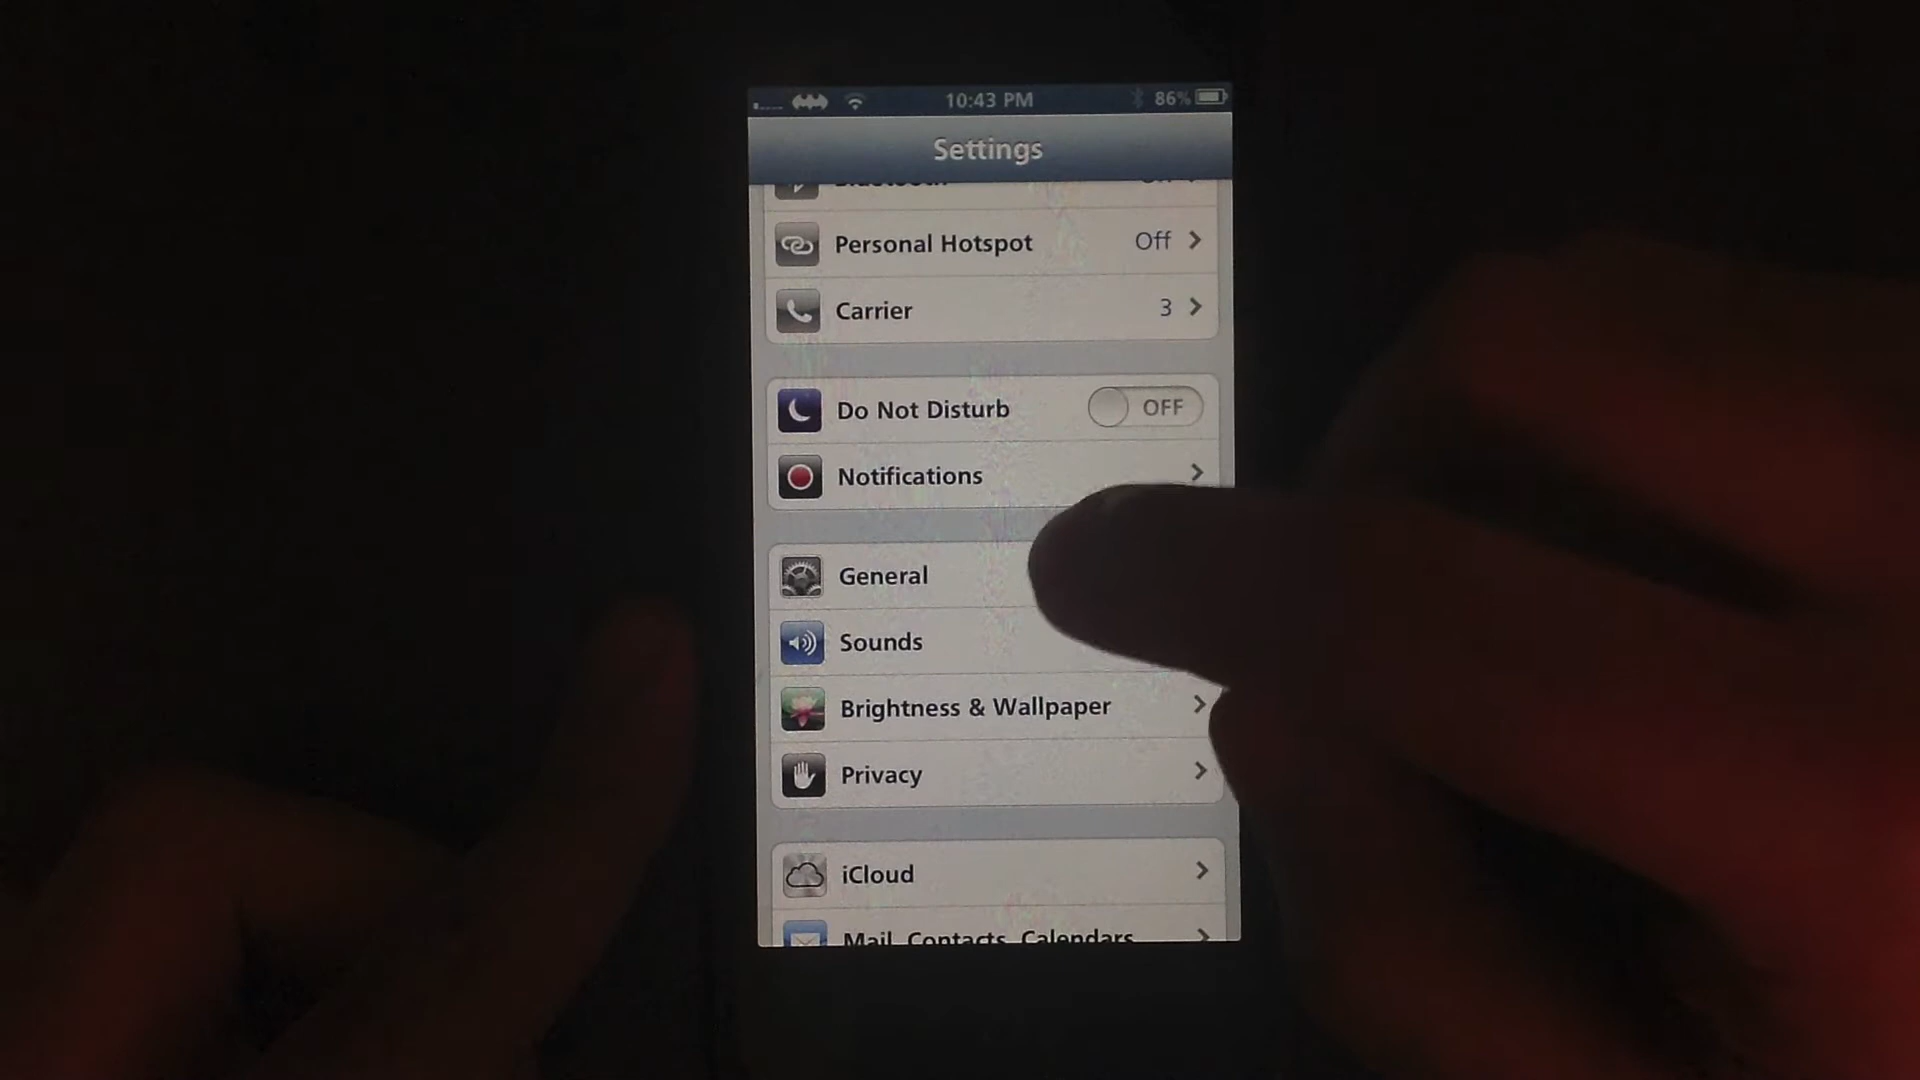 10:43 PM 86%
Settings
Bluetooth
Personal Hotspot Off
Carrier 3
Do Not Disturb OFF
Notifications
General
Sounds
Brightness & Wallpaper
Privacy
iCloud
Mail, Contacts, Calendars